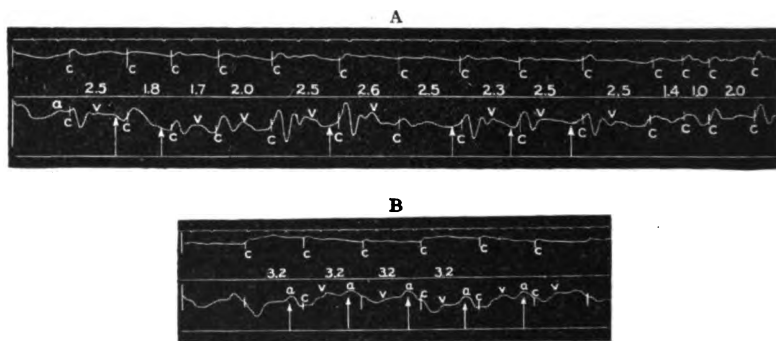 A
c c c c c c c c c c c c c c
2.5 1.8 1.7 2.0 2.5 2.6 2.5 2.3 2.5 2.5 1.4 1.0 2.0
a v v v v v v v v
c c c c c c c c c c c c c c
B
c c c c c c
3.2 3.2 3.2 3.2
a c v a v a c v a c v a c v